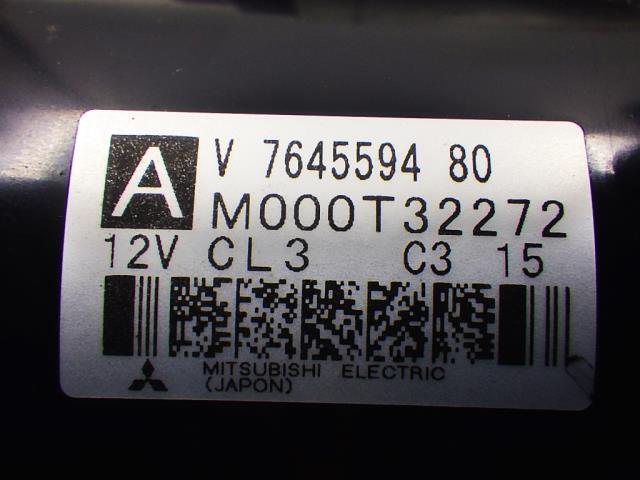 A V 7645594 80
M000T32272
12V CL3 C3 15
MITSUBISHI ELECTRIC
(JAPON)